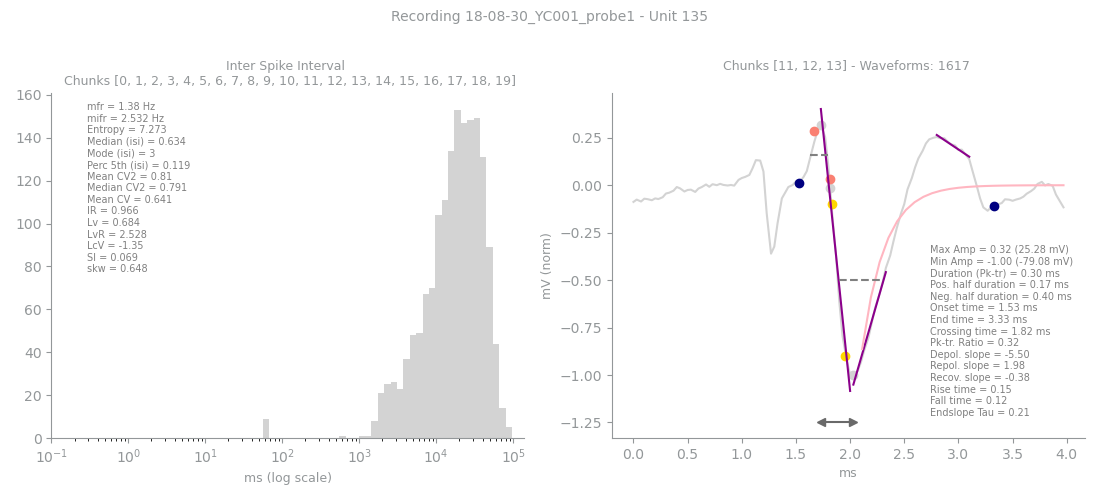 Recording 18-08-30_YC001_probe1 - Unit 135
Inter Spike Interval
Chunks [0, 1, 2, 3, 4, 5, 6, 7, 8, 9, 10, 11, 12, 13, 14, 15, 16, 17, 18, 19]
160
140
120
100
80
60
40
20
0
mfr = 1.38 Hz
mifr = 2.532 Hz
Entropy = 7.273
Median (isi) = 0.634
Mode (isi) = 3
Perc 5th (isi) = 0.119
Mean CV2 = 0.81
Median CV2 = 0.791
Mean CV = 0.641
IR = 0.966
Lv = 0.684
LvR = 2.528
LcV = -1.35
SI = 0.069
skw = 0.648
10⁻¹ 10⁰ 10¹ 10² 10³ 10⁴ 10⁵
ms (log scale)
Chunks [11, 12, 13] - Waveforms: 1617
mV (norm)
0.25
0.00
−0.25
−0.50
−0.75
−1.00
−1.25
Max Amp = 0.32 (25.28 mV)
Min Amp = -1.00 (-79.08 mV)
Duration (Pk-tr) = 0.30 ms
Pos. half duration = 0.17 ms
Neg. half duration = 0.40 ms
Onset time = 1.53 ms
End time = 3.33 ms
Crossing time = 1.82 ms
Pk-tr. Ratio = 0.32
Depol. slope = -5.50
Repol. slope = 1.98
Recov. slope = -0.38
Rise time = 0.15
Fall time = 0.12
Endslope Tau = 0.21
0.0 0.5 1.0 1.5 2.0 2.5 3.0 3.5 4.0
ms